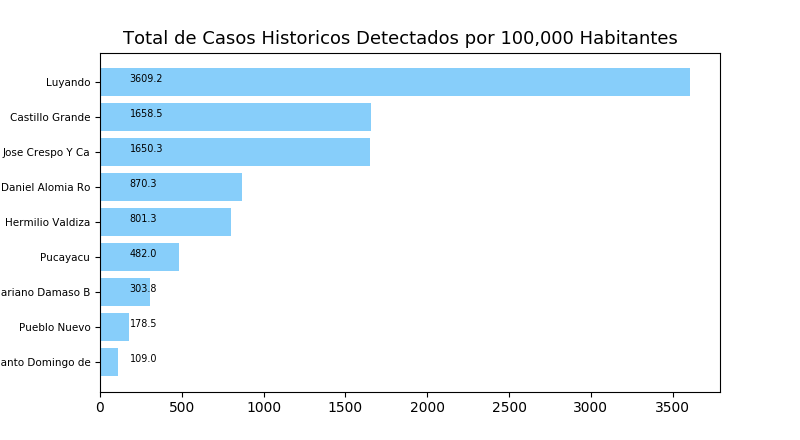 Total de Casos Historicos Detectados por 100,000 Habitantes
Luyando 3609.2
Castillo Grande 1658.5
Jose Crespo Y Ca 1650.3
Daniel Alomia Ro 870.3
Hermilio Valdiza 801.3
Pucayacu 482.0
ariano Damaso B 303.8
Pueblo Nuevo 178.5
anto Domingo de 109.0
0 500 1000 1500 2000 2500 3000 3500